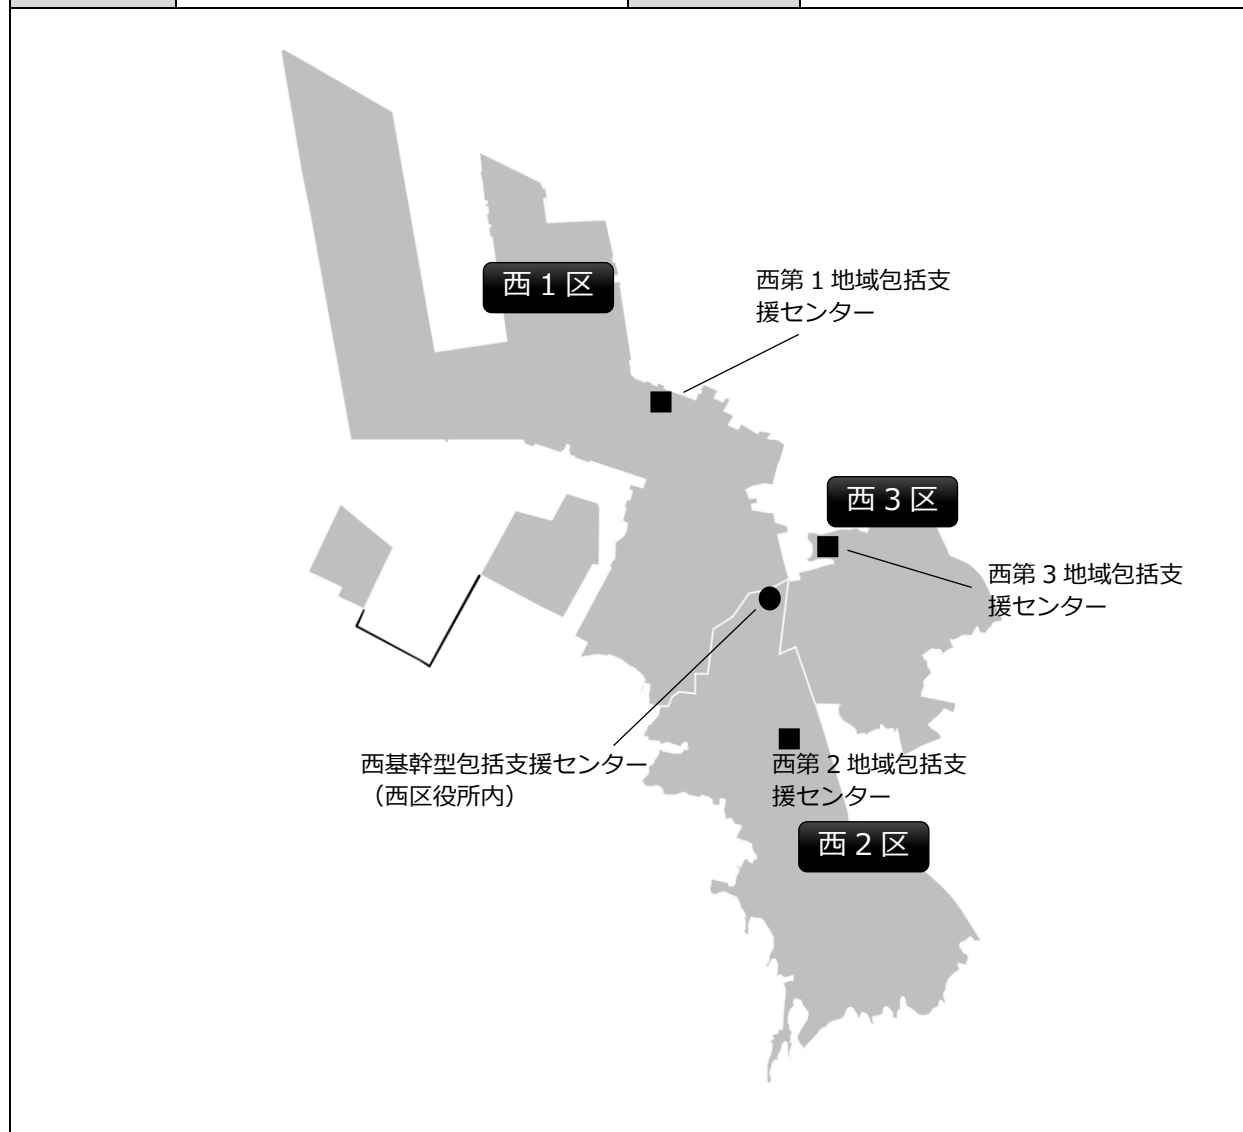 西１区
西第１地域包括支
援センター
西３区
西第３地域包括支
援センター
西基幹型包括支援センター
（西区役所内）
西第２地域包括支
援センター
西２区